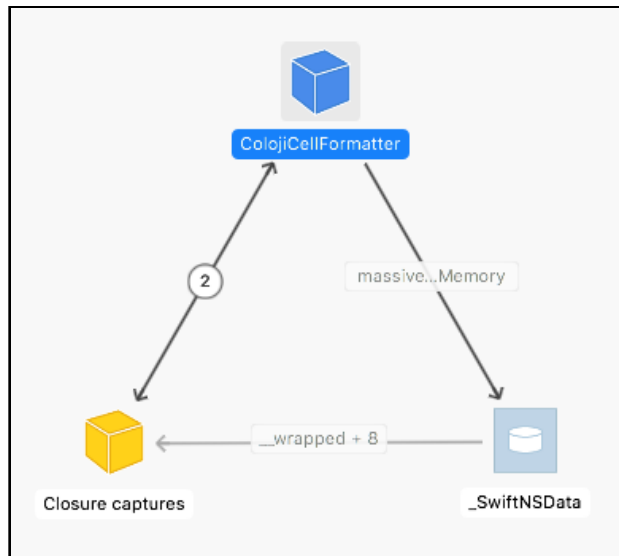 ColojiCellFormatter
2
massive...Memory
__wrapped + 8
Closure captures
_SwiftNSData